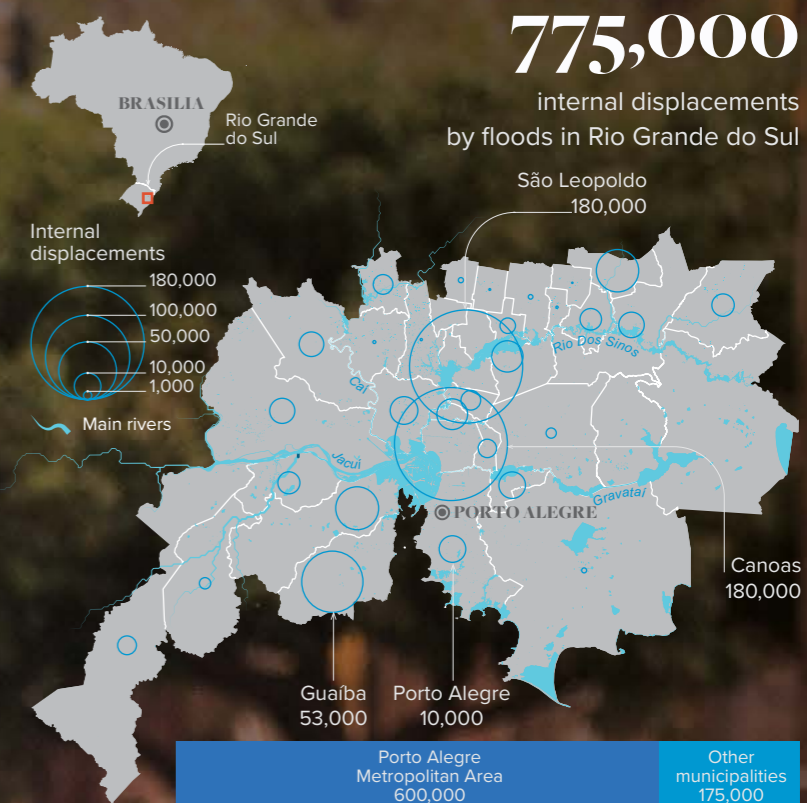 775,000
internal displacements
by floods in Rio Grande do Sul
BRASILIA
Rio Grande
do Sul
Internal
displacements
180,000
100,000
50,000
10,000
1,000
Main rivers
São Leopoldo
180,000
Rio Dos Sinos
Caí
Jacuí
Gravataí
PORTO ALEGRE
Canoas
180,000
Guaíba
53,000
Porto Alegre
10,000
Porto Alegre
Metropolitan Area
600,000
Other
municipalities
175,000